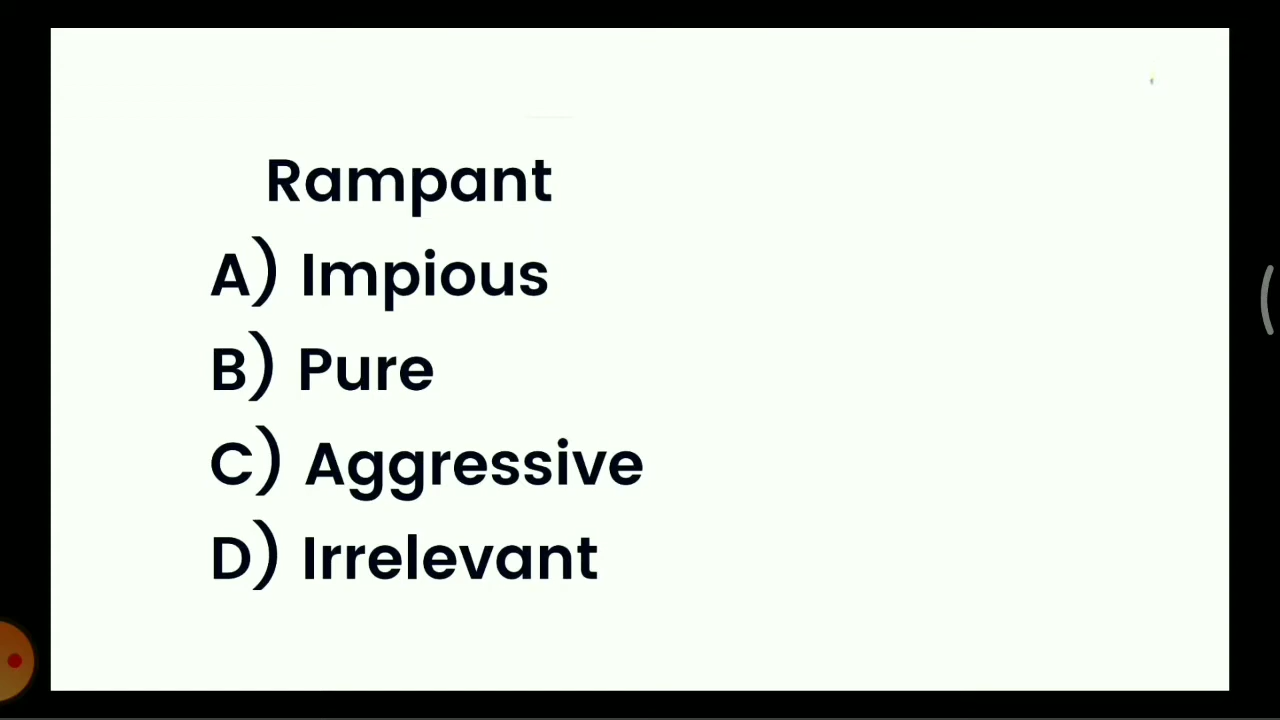 Rampant
A) Impious
B) Pure
C) Aggressive
D) Irrelevant